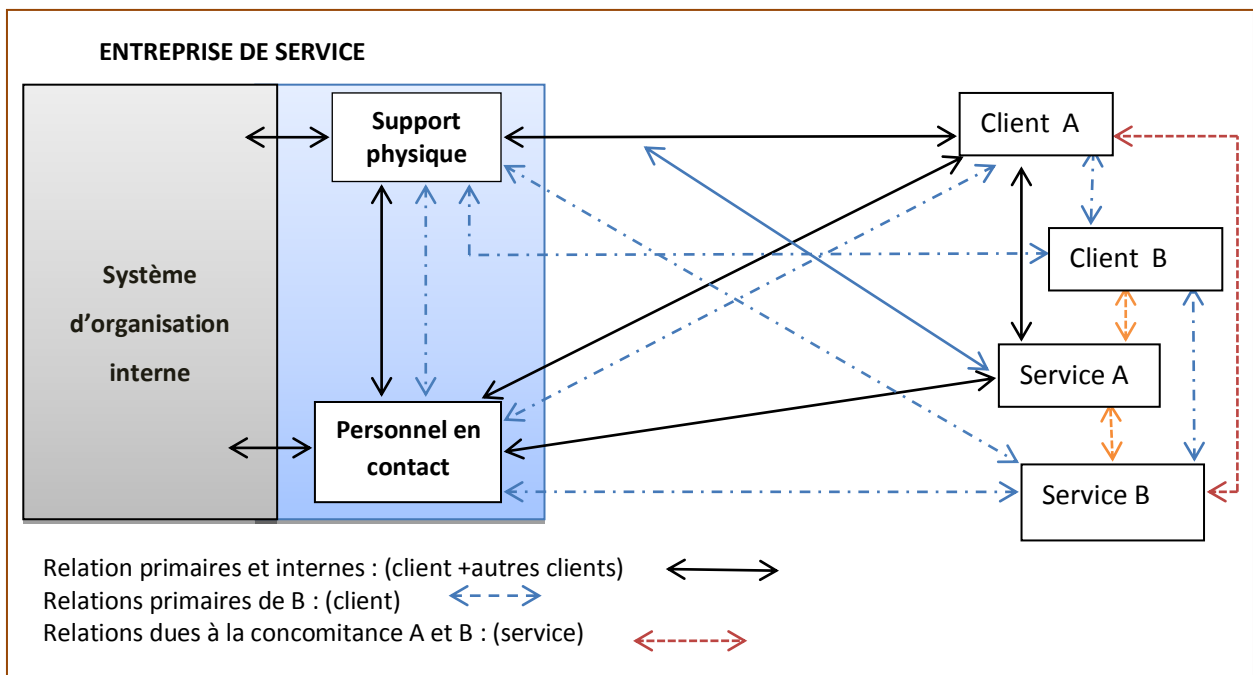 ENTREPRISE DE SERVICE
Support
physique
Client A
Client B
Système
d’organisation
interne
Service A
Personnel en
contact
Service B
Relation primaires et internes : (client +autres clients)
Relations primaires de B : (client)
Relations dues à la concomitance A et B : (service)